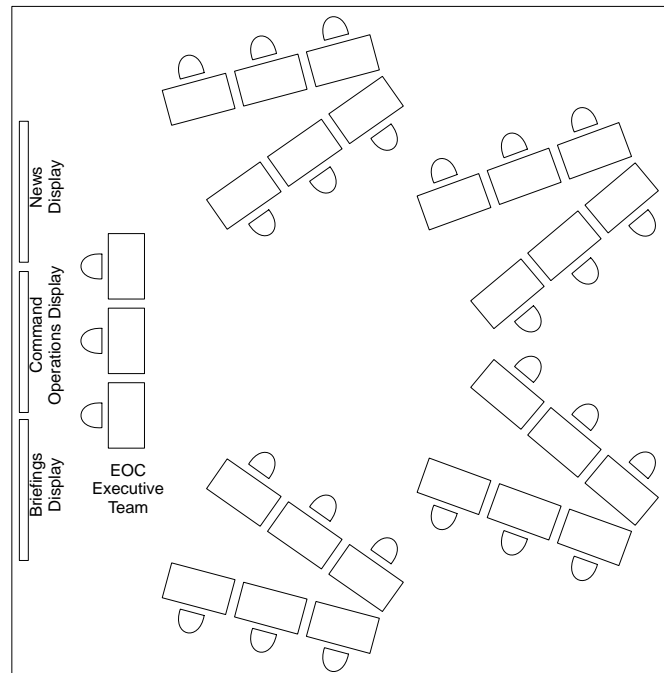 News
Display
Command
Operations Display
Briefings
Display
EOC
Executive
Team